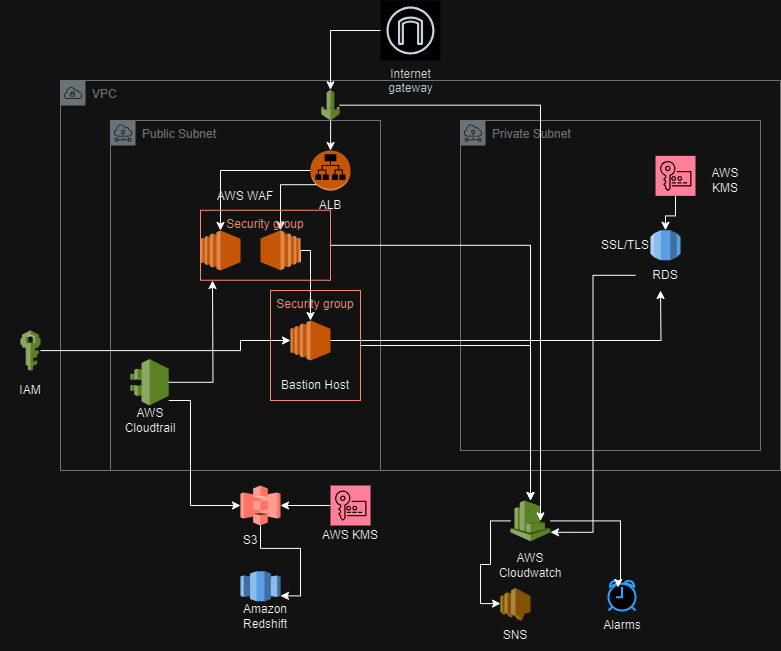 Internet
gateway
VPC
Public Subnet
Private Subnet
AWS
KMS
AWS WAF
ALB
Security group
SSL/TLS
RDS
Security group
Bastion Host
IAM
AWS
Cloudtrail
S3
AWS KMS
AWS
Cloudwatch
Amazon
Redshift
SNS
Alarms